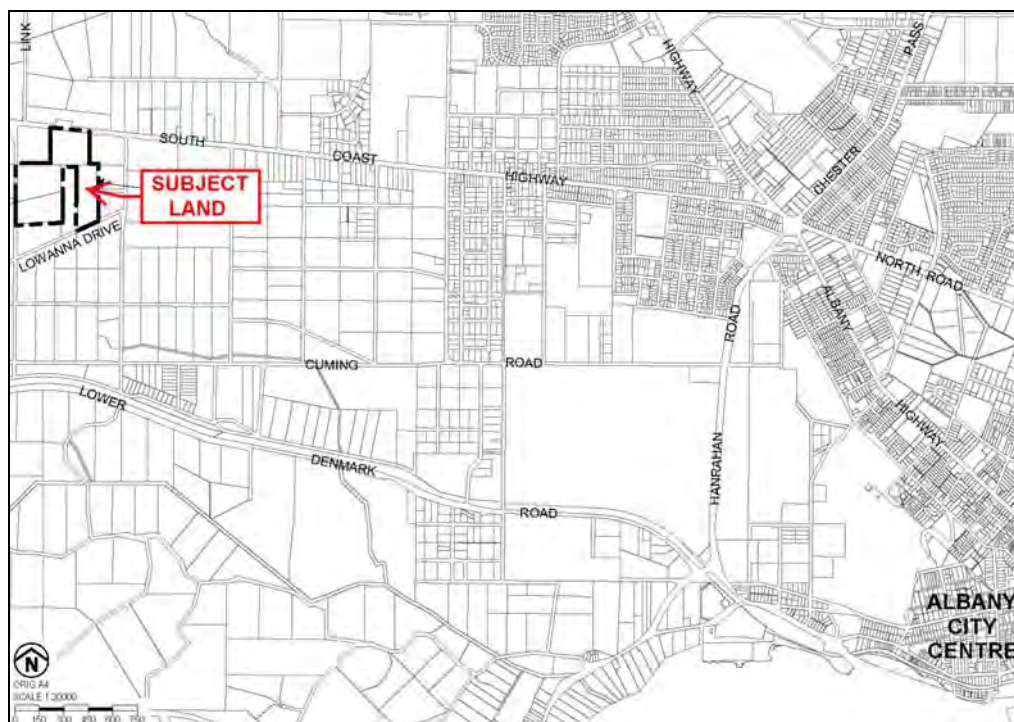 LINK
HIGHWAY
PASS
SOUTH
COAST
HIGHWAY
CHESTER
SUBJECT
LAND
LOWANNA DRIVE
NORTH ROAD
ROAD
ALBANY
HIGHWAY
CUMING
ROAD
LOWER
DENMARK
ROAD
HANRAHAN
ALBANY
CITY
CENTRE
N
ORIG A4
SCALE 1:20000
0 150 300 450 600 750